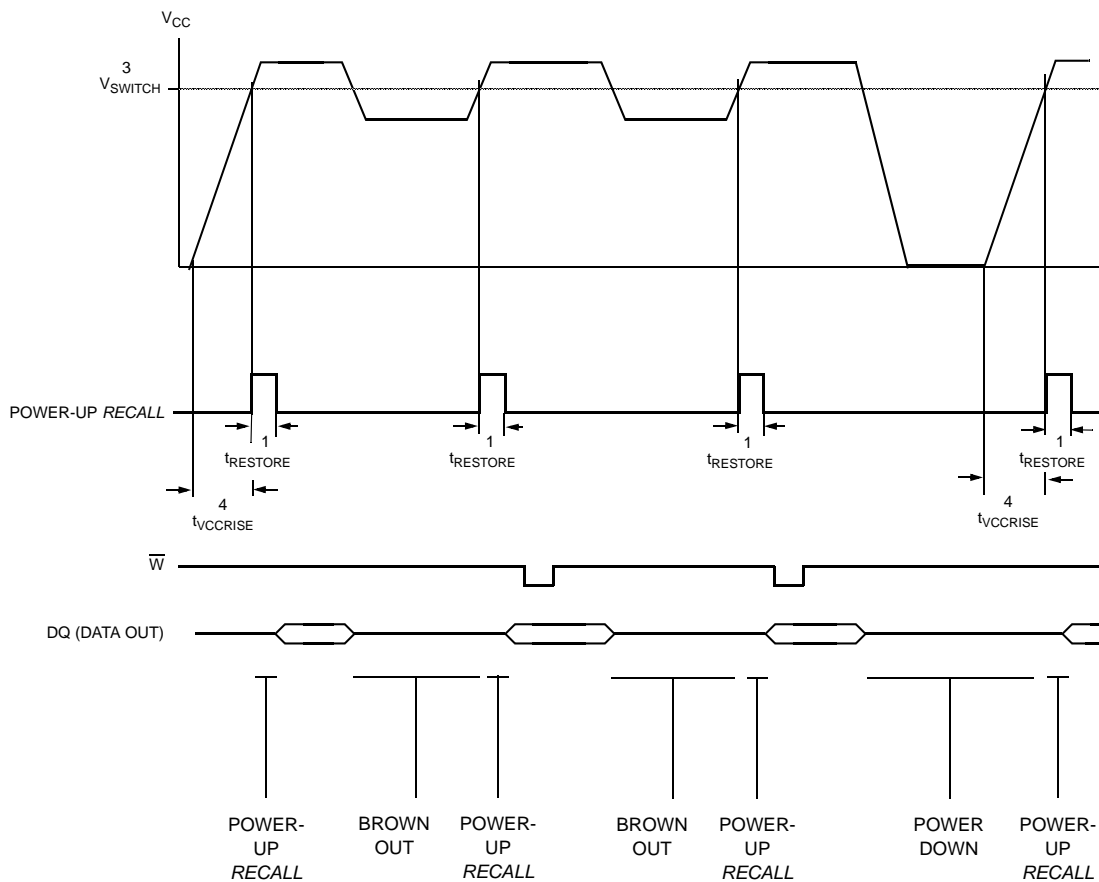 VCC
3
VSWITCH
POWER-UP RECALL
1 1 1 1
tRESTORE tRESTORE tRESTORE tRESTORE
4 4
tVCCRISE tVCCRISE
W
DQ (DATA OUT)
POWER- BROWN POWER- BROWN POWER- POWER POWER-
UP OUT UP OUT UP DOWN UP
RECALL RECALL RECALL RECALL